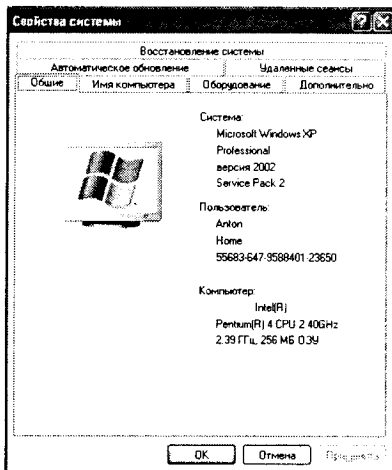 Свойства системы
Восстановление системы
Автоматическое обновление
Удаленные сеансы
Общие
Имя компьютера
Оборудование
Дополнительно
Система:
Microsoft Windows XP
Professional
версия 2002
Service Pack 2
Пользователь:
Anton
Home
55683-647-9588401-23650
Компьютер:
Intel(R)
Pentium(R) 4 CPU 2.40GHz
2.39 ГГц, 256 МБ ОЗУ
OK
Отмена
Применить